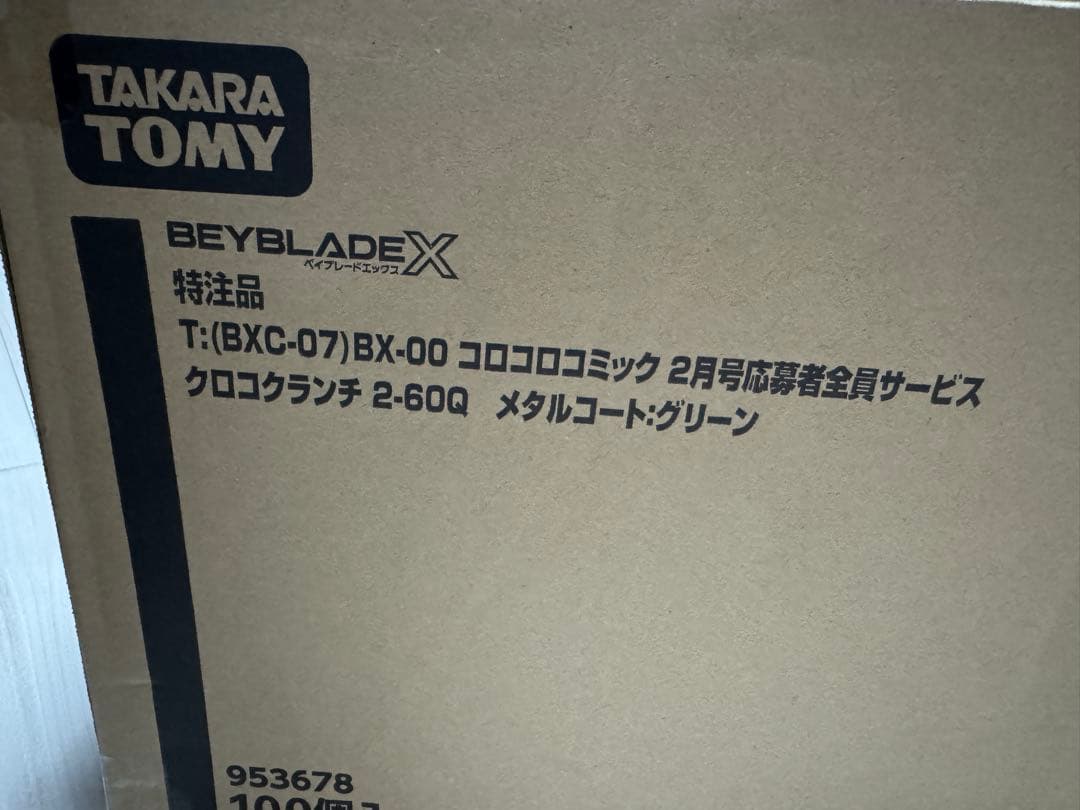 TAKARA
TOMY
BEYBLADE X
ベイブレードエックス
特注品
T:(BXC-07)BX-00 コロコロコミック 2月号応募者全員サービス
クロコクランチ 2-60Q メタルコート:グリーン
953678